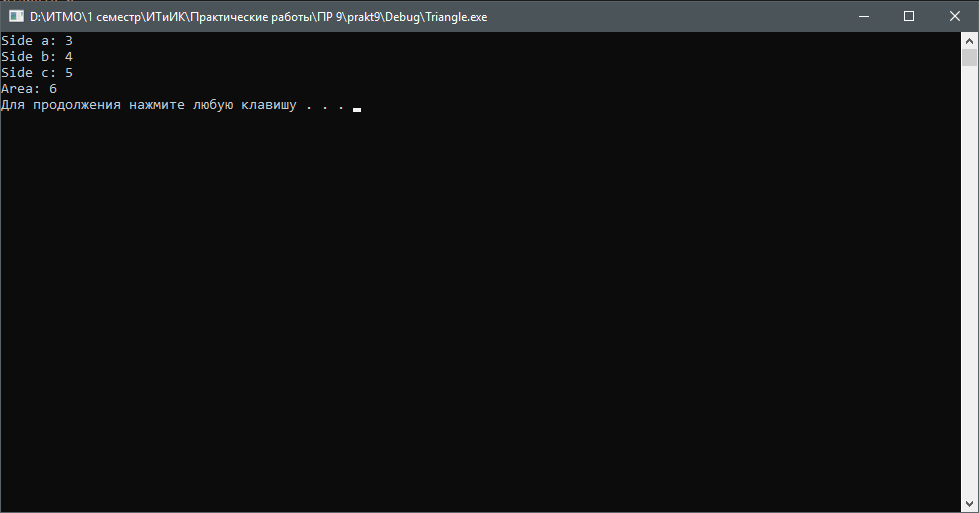 D:\ИТМО\1 семестр\ИТиИК\Практические работы\ПР 9\prakt9\Debug\Triangle.exe
Side a: 3
Side b: 4
Side c: 5
Area: 6
Для продолжения нажмите любую клавишу . . .